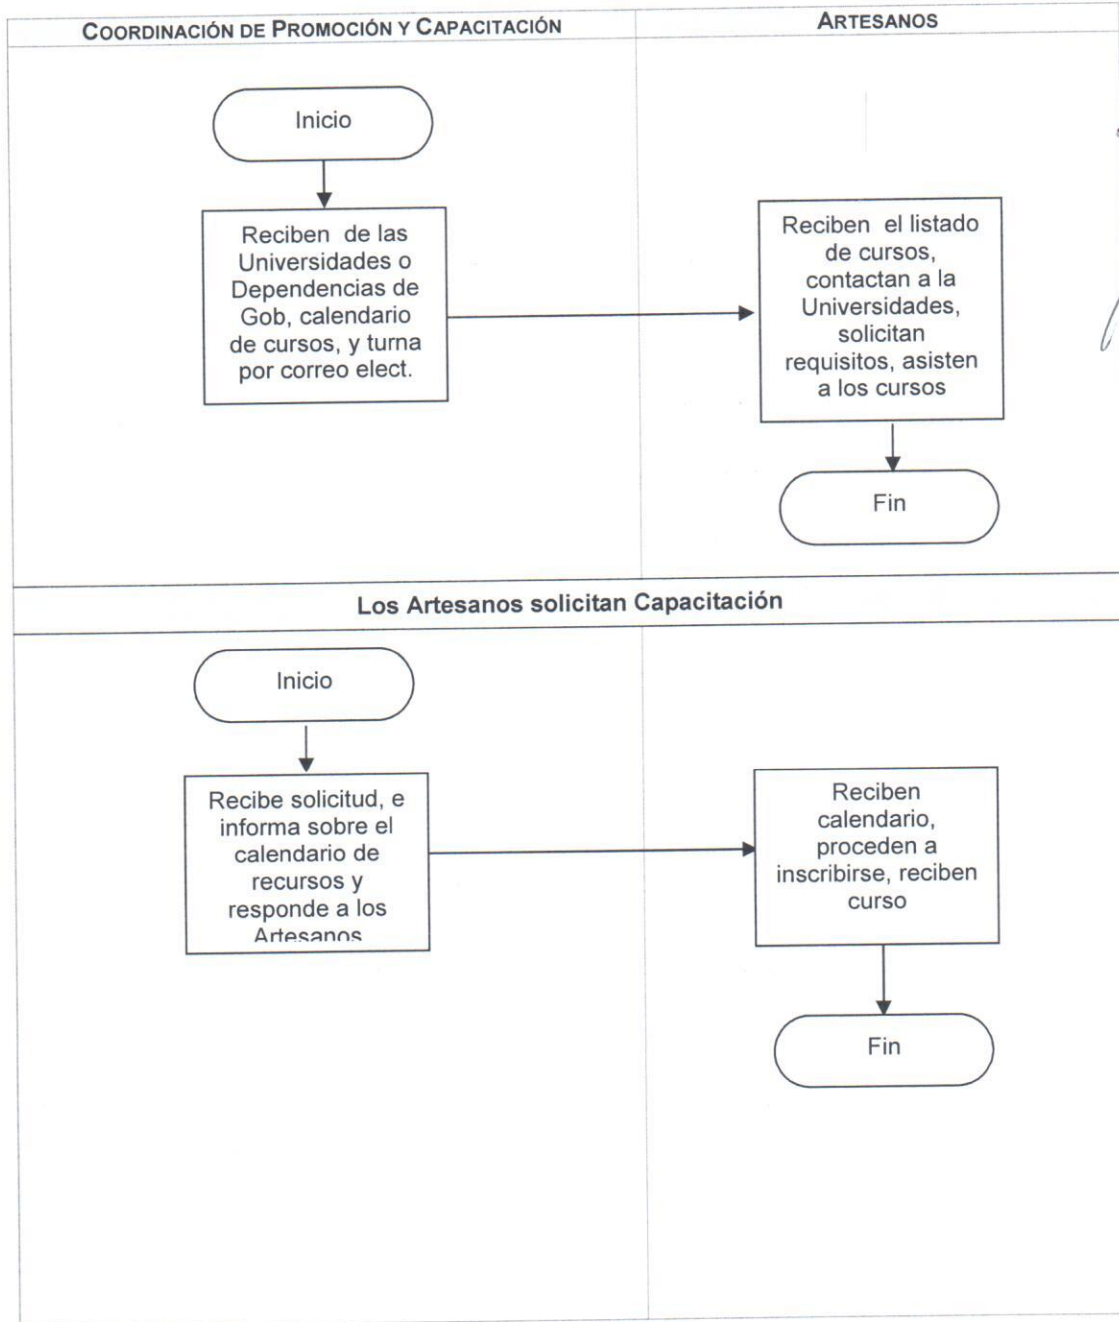 COORDINACIÓN DE PROMOCIÓN Y CAPACITACIÓN
ARTESANOS
Inicio
Reciben de las
Universidades o
Dependencias de
Gob, calendario
de cursos, y turna
por correo elect.
Reciben el listado
de cursos,
contactan a la
Universidades,
solicitan
requisitos, asisten
a los cursos
Fin
Los Artesanos solicitan Capacitación
Inicio
Recibe solicitud, e
informa sobre el
calendario de
recursos y
responde a los
Artesanos
Reciben
calendario,
proceden a
inscribirse, reciben
curso
Fin